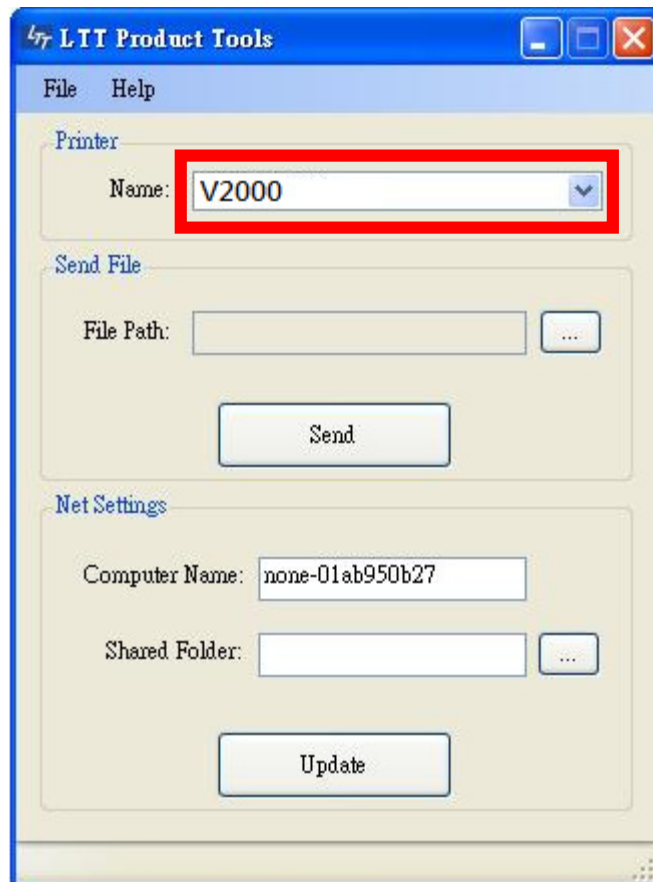 LTT LTT Product Tools
File Help
Printer
Name: V2000
Send File
File Path: ...
Send
Net Settings
Computer Name: none-01ab950b27
Shared Folder: ...
Update